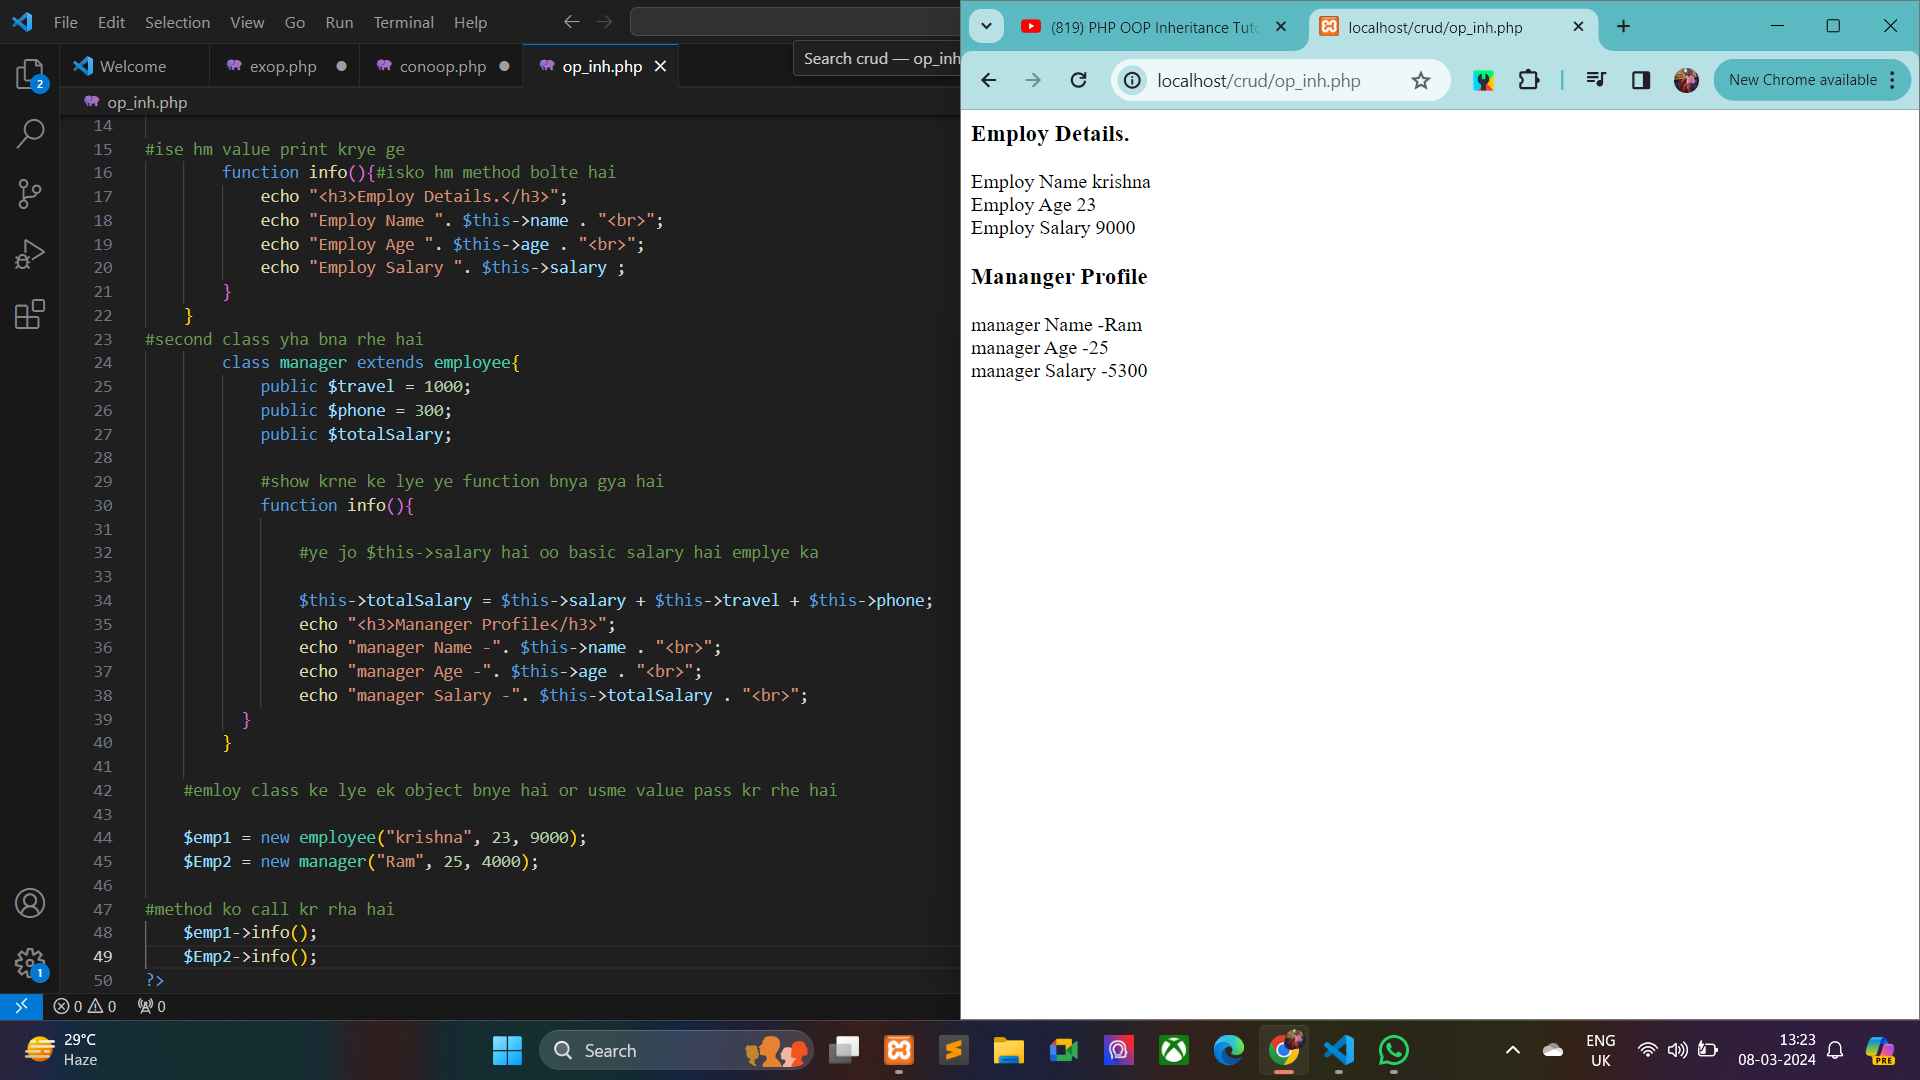 File Edit Selection View Go Run Terminal Help
Search crud — op_inh
Welcome exop.php conoop.php op_inh.php
op_inh.php
14
15 #ise hm value print krye ge
16 function info(){#isko hm method bolte hai
17 echo "<h3>Employ Details.</h3>";
18 echo "Employ Name ". $this->name . "<br>";
19 echo "Employ Age ". $this->age . "<br>";
20 echo "Employ Salary ". $this->salary ;
21 }
22 }
23 #second class yha bna rhe hai
24 class manager extends employee{
25 public $travel = 1000;
26 public $phone = 300;
27 public $totalSalary;
28
29 #show krne ke lye ye function bnya gya hai
30 function info(){
31
32 #ye jo $this->salary hai oo basic salary hai emplye ka
33
34 $this->totalSalary = $this->salary + $this->travel + $this->phone;
35 echo "<h3>Mananger Profile</h3>";
36 echo "manager Name -". $this->name . "<br>";
37 echo "manager Age -". $this->age . "<br>";
38 echo "manager Salary -". $this->totalSalary . "<br>";
39 }
40 }
41
42 #emloy class ke lye ek object bnye hai or usme value pass kr rhe hai
43
44 $emp1 = new employee("krishna", 23, 9000);
45 $Emp2 = new manager("Ram", 25, 4000);
46
47 #method ko call kr rha hai
48 $emp1->info();
49 $Emp2->info();
50 ?>
2
1
0 0 0
(819) PHP OOP Inheritance Tuto localhost/crud/op_inh.php
localhost/crud/op_inh.php New Chrome available
Employ Details.
Employ Name krishna
Employ Age 23
Employ Salary 9000
Mananger Profile
manager Name -Ram
manager Age -25
manager Salary -5300
29°C
Haze
Search
ENG
UK
13:23
08-03-2024
PRE